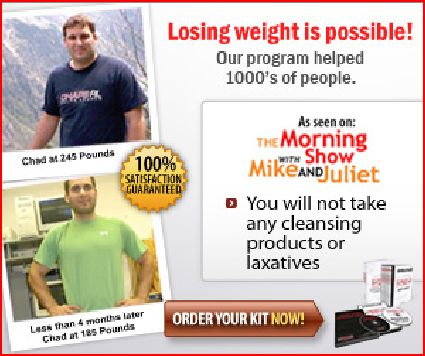 Losing weight is possible!
Our program helped
1000's of people.
Chad at 245 Pounds
100%
SATISFACTION
GUARANTEED
As seen on:
THE Morning
WITH Show
Mike AND Juliet
You will not take
any cleansing
products or
laxatives
Less than 4 months later
Chad at 185 Pounds
ORDER YOUR KIT NOW!